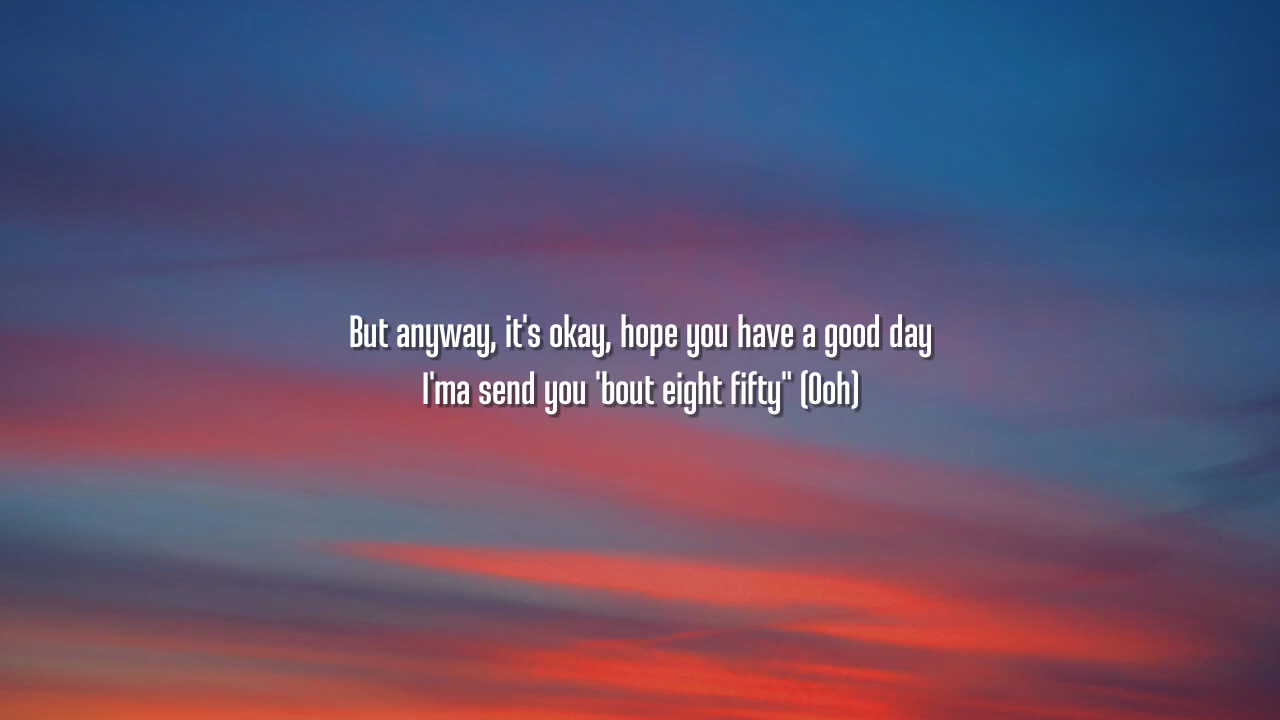 But anyway, it's okay, hope you have a good day
I'ma send you 'bout eight fifty" (Ooh)